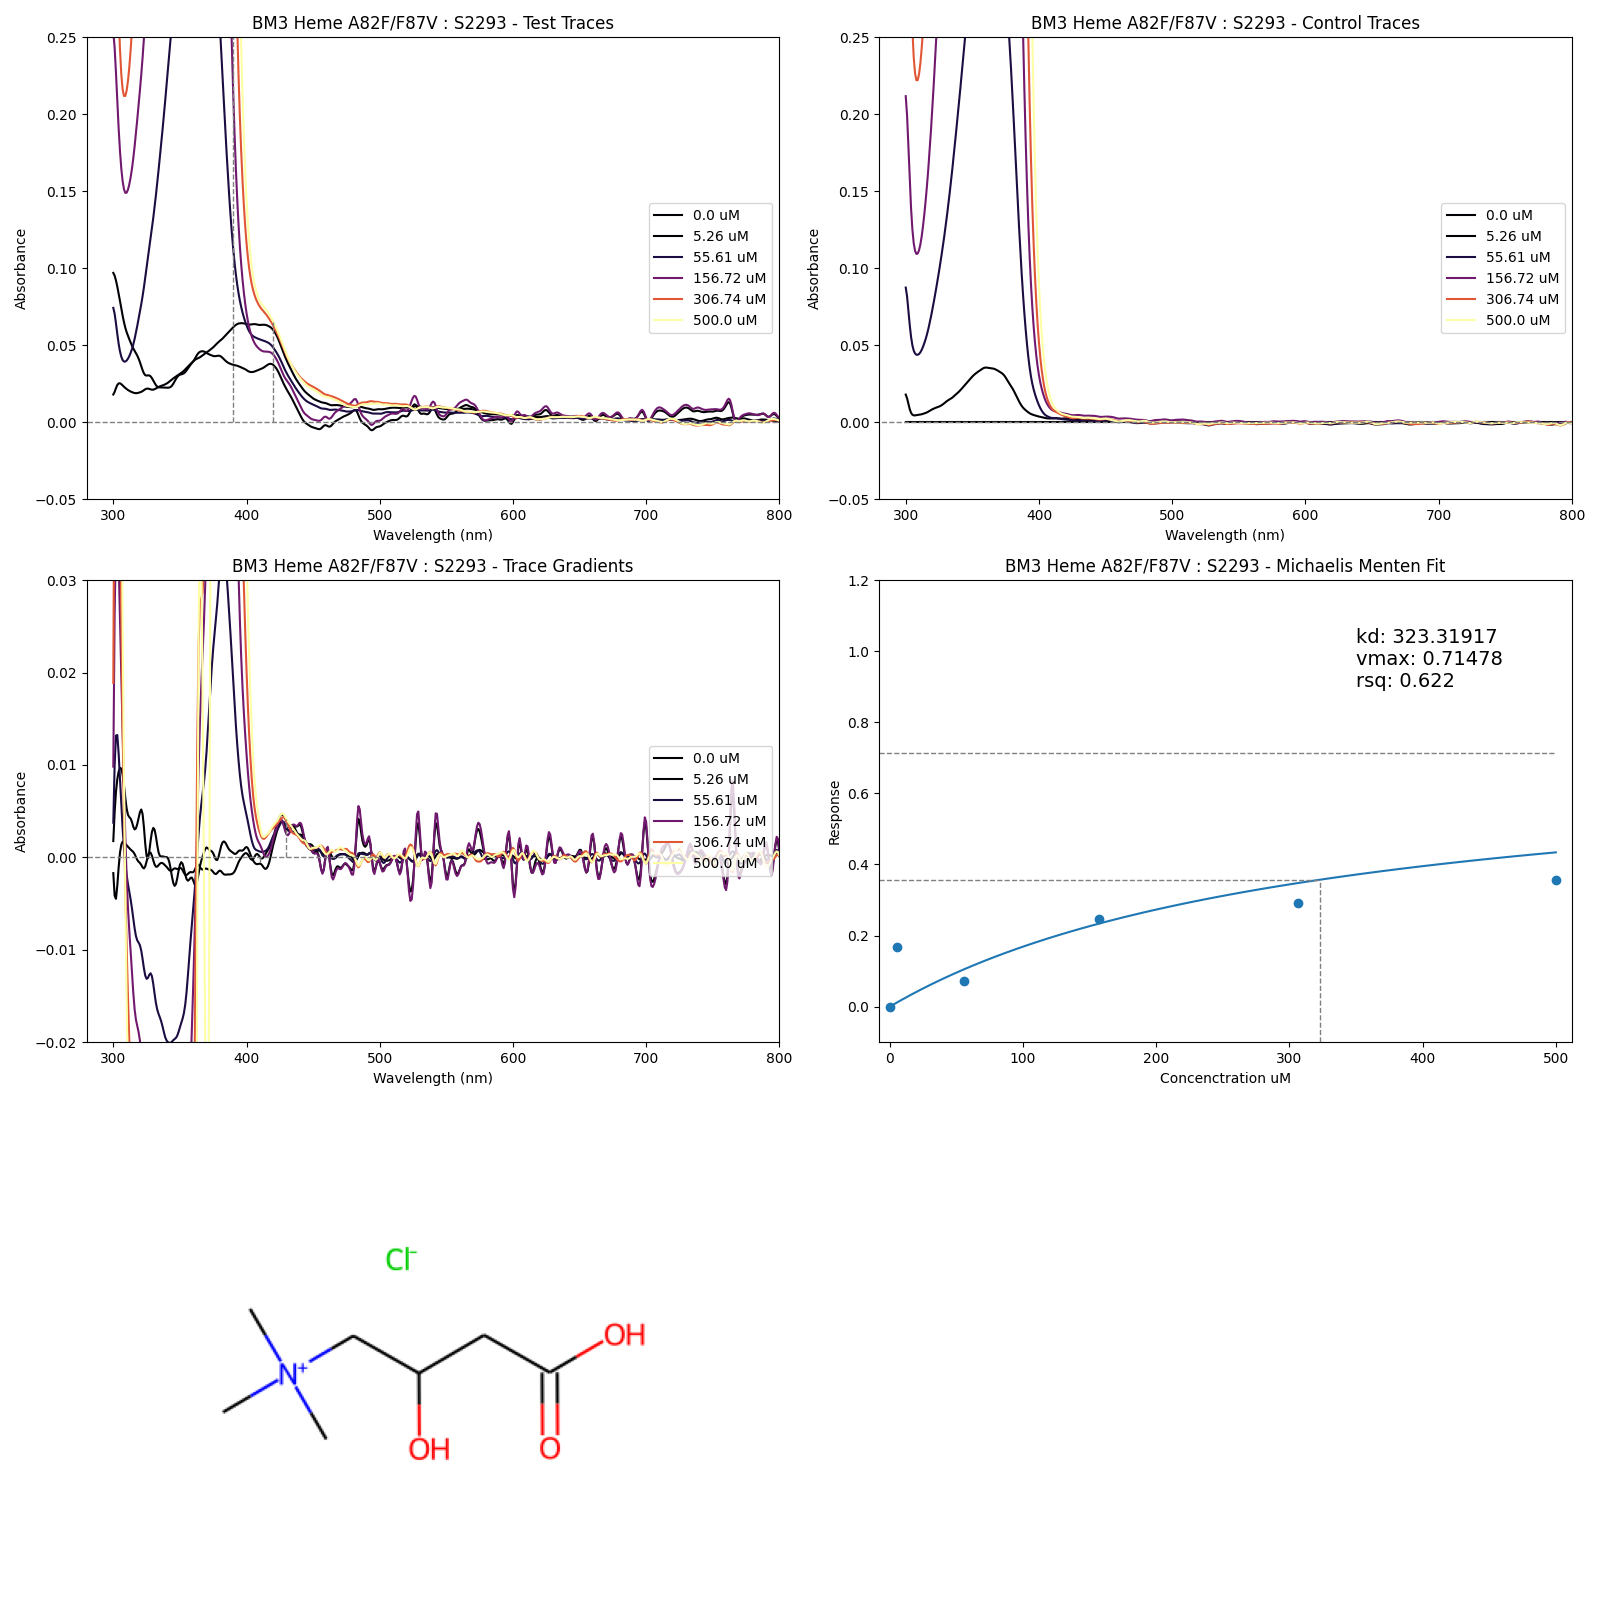 BM3 Heme A82F/F87V : S2293 - Test Traces
0.25
0.20
0.15
0.10
0.05
0.00
−0.05
Absorbance
300 400 500 600 700 800
Wavelength (nm)
0.0 uM
5.26 uM
55.61 uM
156.72 uM
306.74 uM
500.0 uM
BM3 Heme A82F/F87V : S2293 - Control Traces
0.25
0.20
0.15
0.10
0.05
0.00
−0.05
Absorbance
300 400 500 600 700 800
Wavelength (nm)
0.0 uM
5.26 uM
55.61 uM
156.72 uM
306.74 uM
500.0 uM
BM3 Heme A82F/F87V : S2293 - Trace Gradients
0.03
0.02
0.01
0.00
−0.01
−0.02
Absorbance
300 400 500 600 700 800
Wavelength (nm)
0.0 uM
5.26 uM
55.61 uM
156.72 uM
306.74 uM
500.0 uM
BM3 Heme A82F/F87V : S2293 - Michaelis Menten Fit
1.2
1.0
0.8
0.6
0.4
0.2
0.0
Response
kd: 323.31917
vmax: 0.71478
rsq: 0.622
0 100 200 300 400 500
Concenctration uM
Cl⁻
OH
N⁺
OH
O